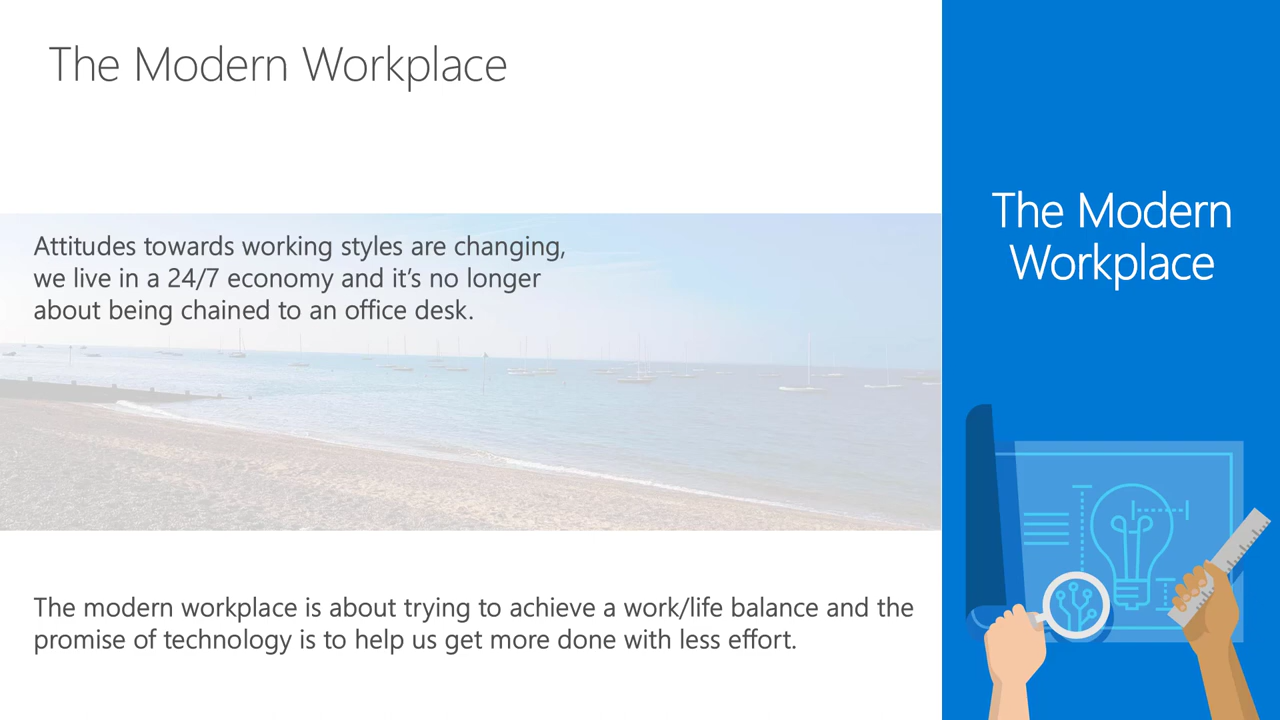 The Modern Workplace
Attitudes towards working styles are changing,
we live in a 24/7 economy and it’s no longer
about being chained to an office desk.
The modern workplace is about trying to achieve a work/life balance and the
promise of technology is to help us get more done with less effort.
The Modern
Workplace